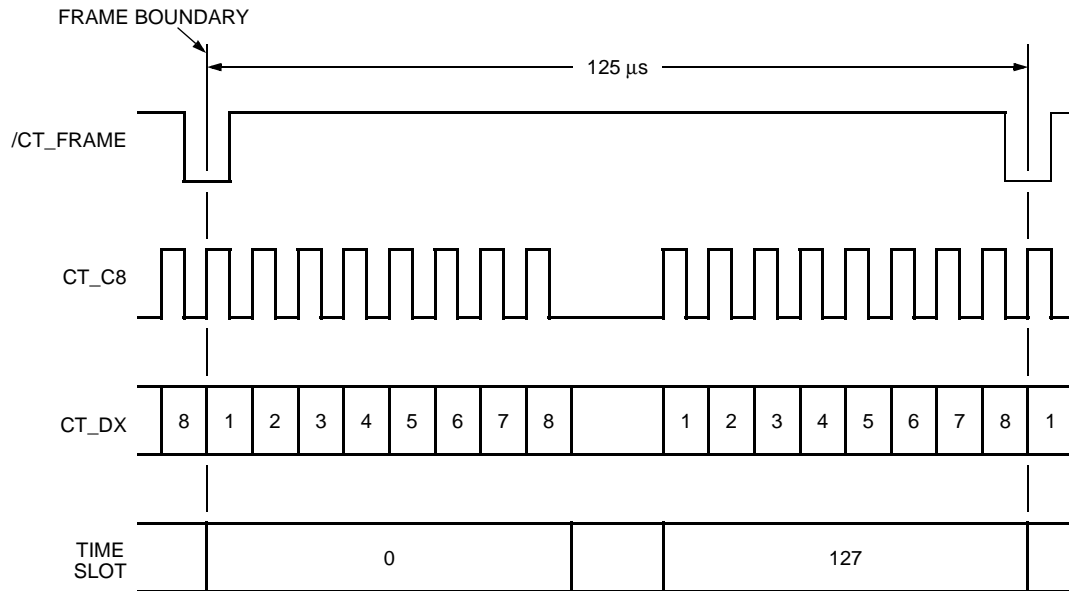 FRAME BOUNDARY
125 µs
/CT_FRAME
CT_C8
CT_DX
8 1 2 3 4 5 6 7 8 1 2 3 4 5 6 7 8 1
TIME
SLOT
0
127